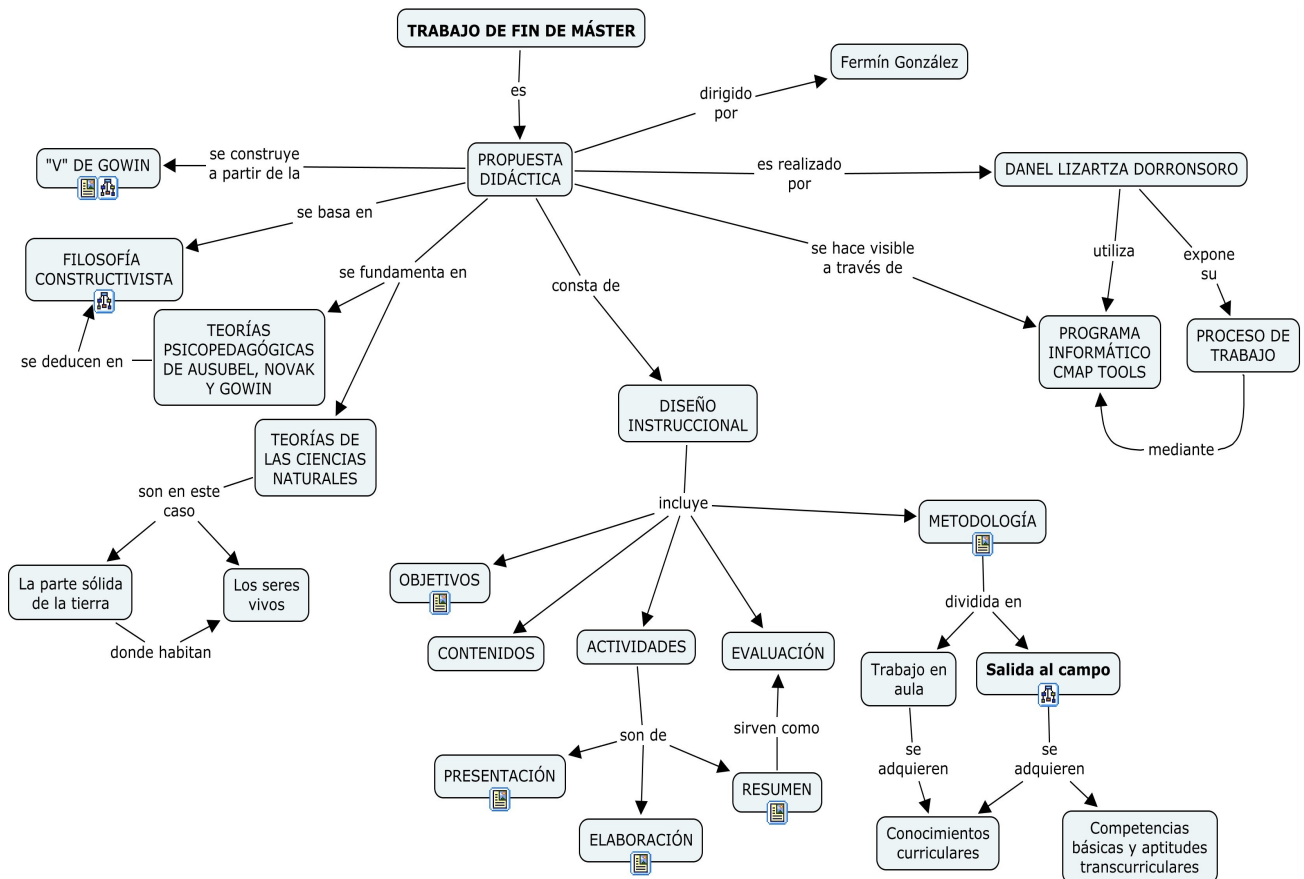 TRABAJO DE FIN DE MÁSTER
es
Fermín González
dirigido
por
PROPUESTA
DIDÁCTICA
se construye
a partir de la
"V" DE GOWIN
es realizado
por
DANEL LIZARTZA DORRONSORO
se basa en
FILOSOFÍA
CONSTRUCTIVISTA
se fundamenta en
consta de
se hace visible
a través de
utiliza
expone
su
TEORÍAS
PSICOPEDAGÓGICAS
DE AUSUBEL, NOVAK
Y GOWIN
se deducen en
PROGRAMA
INFORMÁTICO
CMAP TOOLS
PROCESO DE
TRABAJO
mediante
DISEÑO
INSTRUCCIONAL
TEORÍAS DE
LAS CIENCIAS
NATURALES
son en este
caso
La parte sólida
de la tierra
Los seres
vivos
donde habitan
incluye
METODOLOGÍA
OBJETIVOS
CONTENIDOS
ACTIVIDADES
EVALUACIÓN
dividida en
Trabajo en
aula
Salida al campo
son de
sirven como
PRESENTACIÓN
ELABORACIÓN
RESUMEN
se
adquieren
se
adquieren
Conocimientos
curriculares
Competencias
básicas y aptitudes
transcurriculares